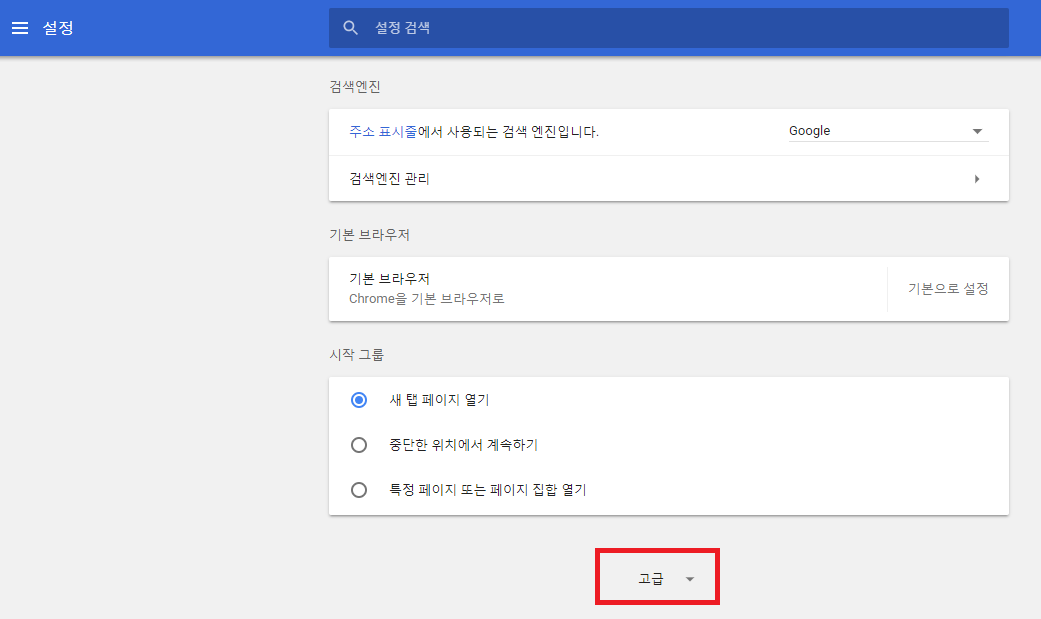 설정
설정 검색
검색엔진
주소 표시줄에서 사용되는 검색 엔진입니다.
Google
검색엔진 관리
기본 브라우저
기본 브라우저
Chrome을 기본 브라우저로
기본으로 설정
시작 그룹
새 탭 페이지 열기
중단한 위치에서 계속하기
특정 페이지 또는 페이지 집합 열기
고급